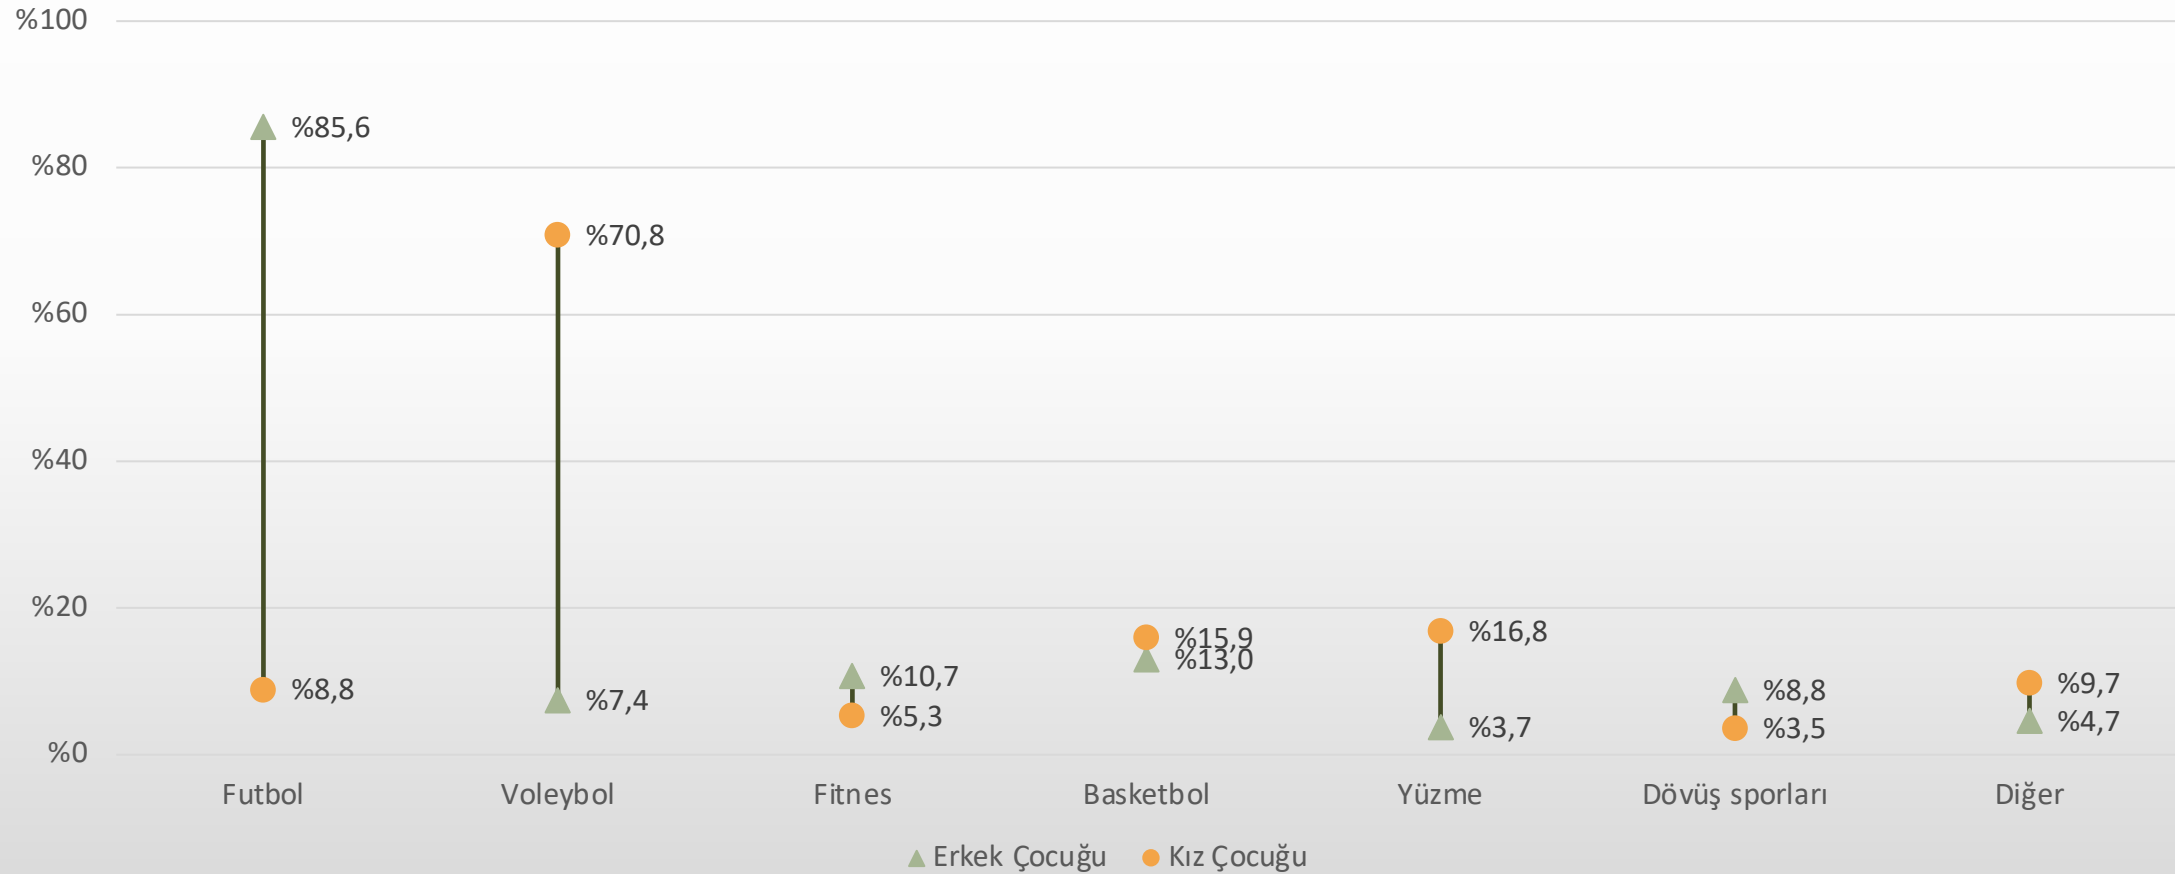 %100
%80
%60
%40
%20
%0
%85,6
%8,8
%70,8
%7,4
%10,7
%5,3
%15,9
%13,0
%16,8
%3,7
%8,8
%3,5
%9,7
%4,7
Futbol
Voleybol
Fitnes
Basketbol
Yüzme
Dövüş sporları
Diğer
Erkek Çocuğu
Kız Çocuğu